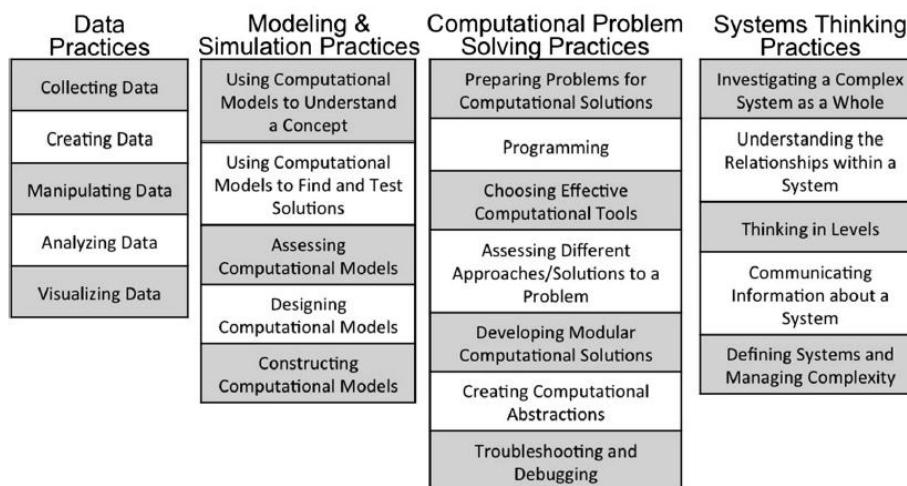 Data
Practices
Collecting Data
Creating Data
Manipulating Data
Analyzing Data
Visualizing Data
Modeling &
Simulation Practices
Using Computational
Models to Understand
a Concept
Using Computational
Models to Find and Test
Solutions
Assessing
Computational Models
Designing
Computational Models
Constructing
Computational Models
Computational Problem
Solving Practices
Preparing Problems for
Computational Solutions
Programming
Choosing Effective
Computational Tools
Assessing Different
Approaches/Solutions to a
Problem
Developing Modular
Computational Solutions
Creating Computational
Abstractions
Troubleshooting and
Debugging
Systems Thinking
Practices
Investigating a Complex
System as a Whole
Understanding the
Relationships within a
System
Thinking in Levels
Communicating
Information about a
System
Defining Systems and
Managing Complexity